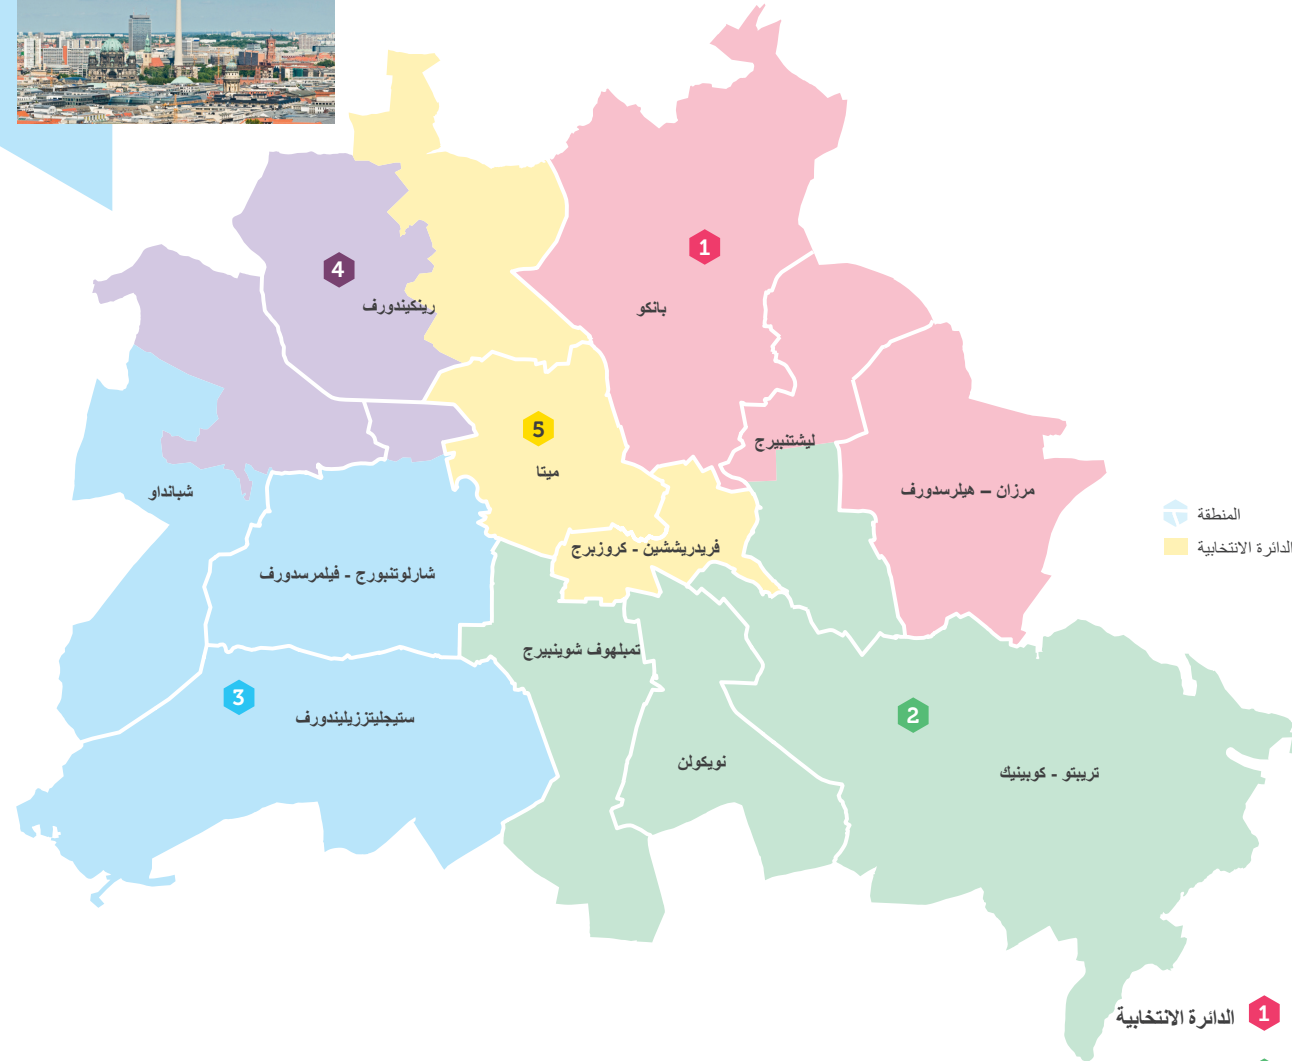 1
4
رينكيندورف
بانكو
5
ليشتنبيرج
ميتا
شبانداو
مرزان – هيلرسدورف
المنطقة
الدائرة الانتخابية
فريدريششين - كروزبرج
شارلوتنبورج - فيلمرسدورف
تمبلهوف شوينبيرج
3
ستيجليتززيليندورف
2
نويكولن
تريبتو - كوبينيك
1 الدائرة الانتخابية